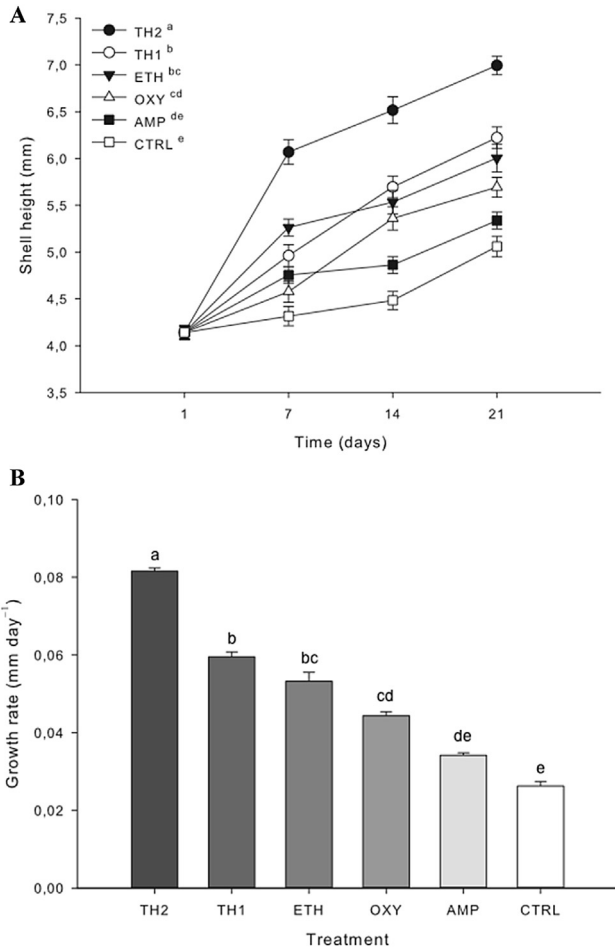 A
7,0
7,5
TH2 a
TH1 b
ETH bc
OXY cd
AMP de
CTRL e
6,5
6,0
5,5
5,0
4,5
4,0
3,5
Shell height (mm)
1 7 14 21
Time (days)
B
0,10
0,08
0,06
0,04
0,02
0,00
Growth rate (mm day⁻¹)
a
b
bc
cd
de
e
TH2 TH1 ETH OXY AMP CTRL
Treatment